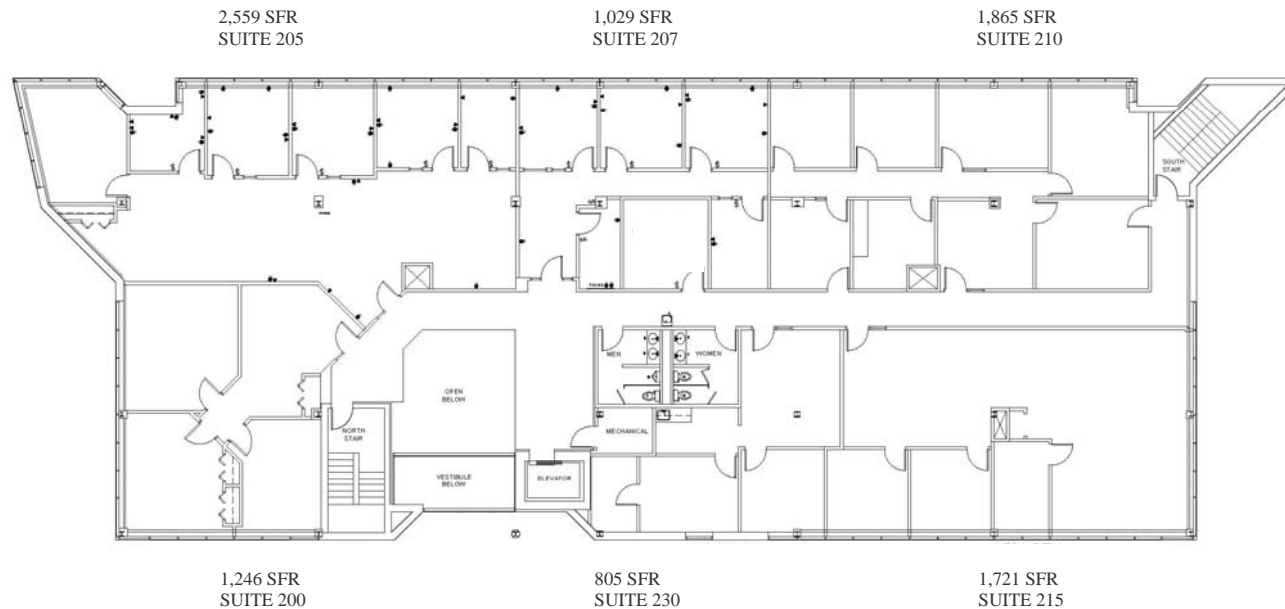 2,559 SFR
SUITE 205
1,029 SFR
SUITE 207
1,865 SFR
SUITE 210
SOUTH
STAIR
MEN
WOMEN
OPEN
BELOW
NORTH
STAIR
MECHANICAL
VESTIBULE
BELOW
ELEVATOR
1,246 SFR
SUITE 200
805 SFR
SUITE 230
1,721 SFR
SUITE 215